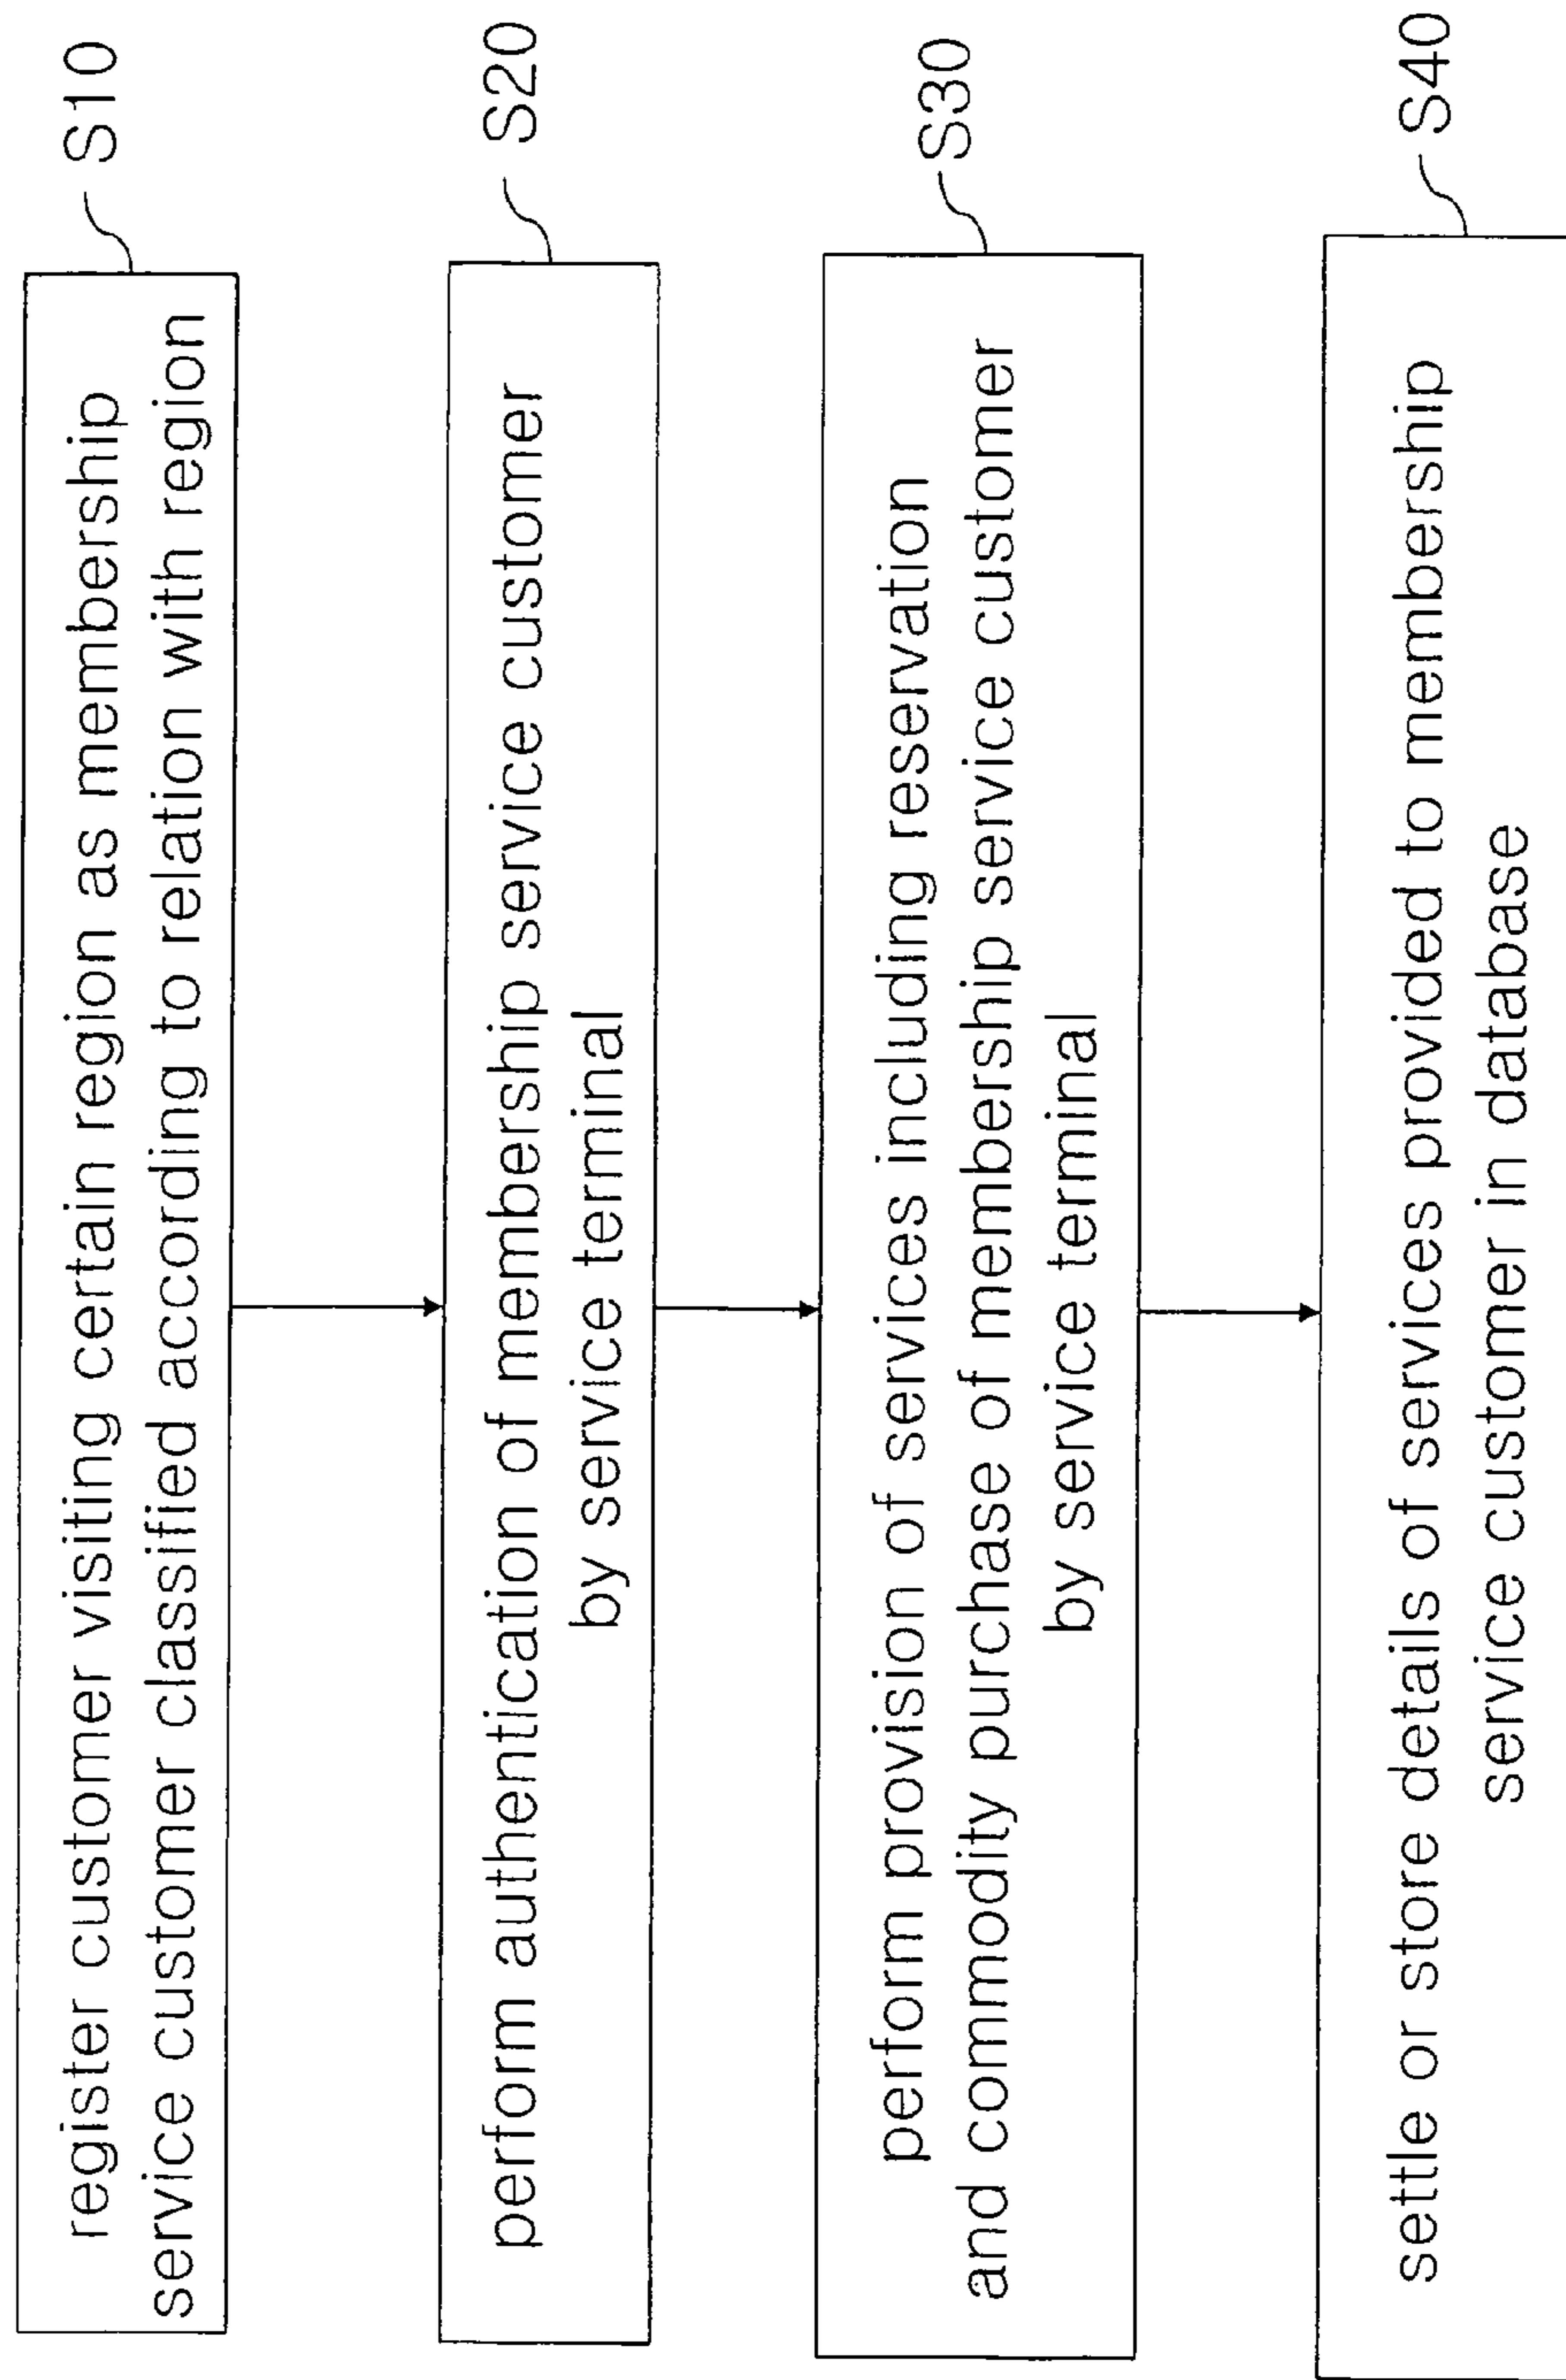 register customer visiting certain region as membership
service customer classified according to relation with region
S10
perform authentication of membership service customer
by service terminal
S20
perform provision of services including reservation
and commodity purchase of membership service customer
by service terminal
S30
settle or store details of services provided to membership
service customer in database
S40